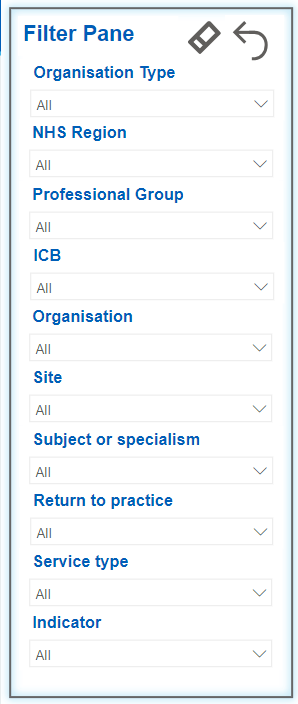 Filter Pane
Organisation Type
All
NHS Region
All
Professional Group
All
ICB
All
Organisation
All
Site
All
Subject or specialism
All
Return to practice
All
Service type
All
Indicator
All